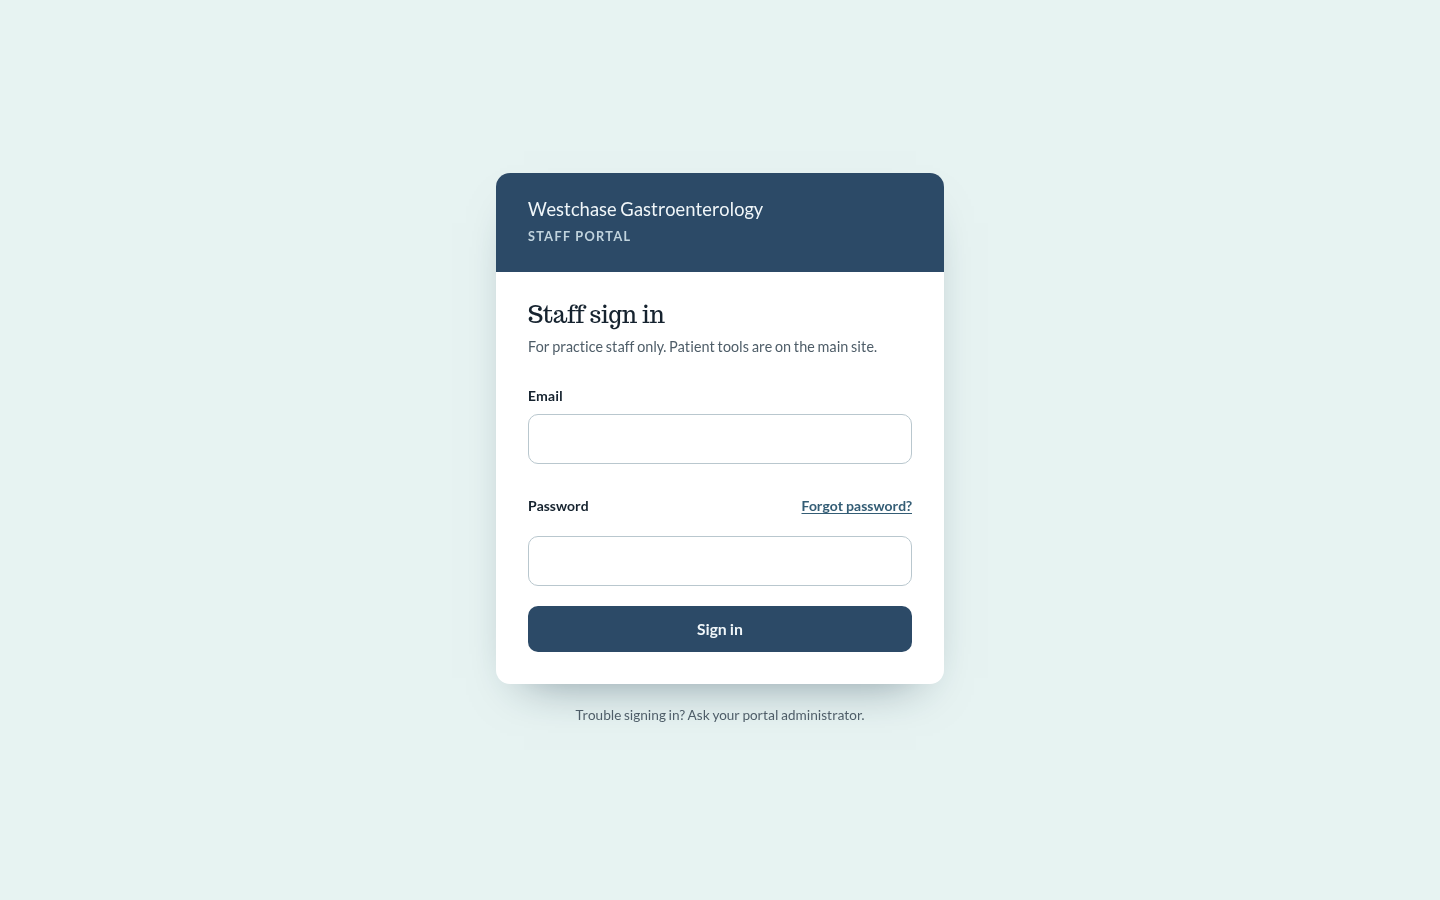 Westchase Gastroenterology
STAFF PORTAL
Staff sign in
For practice staff only. Patient tools are on the main site.
Email
Password
Forgot password?
Sign in
Trouble signing in? Ask your portal administrator.